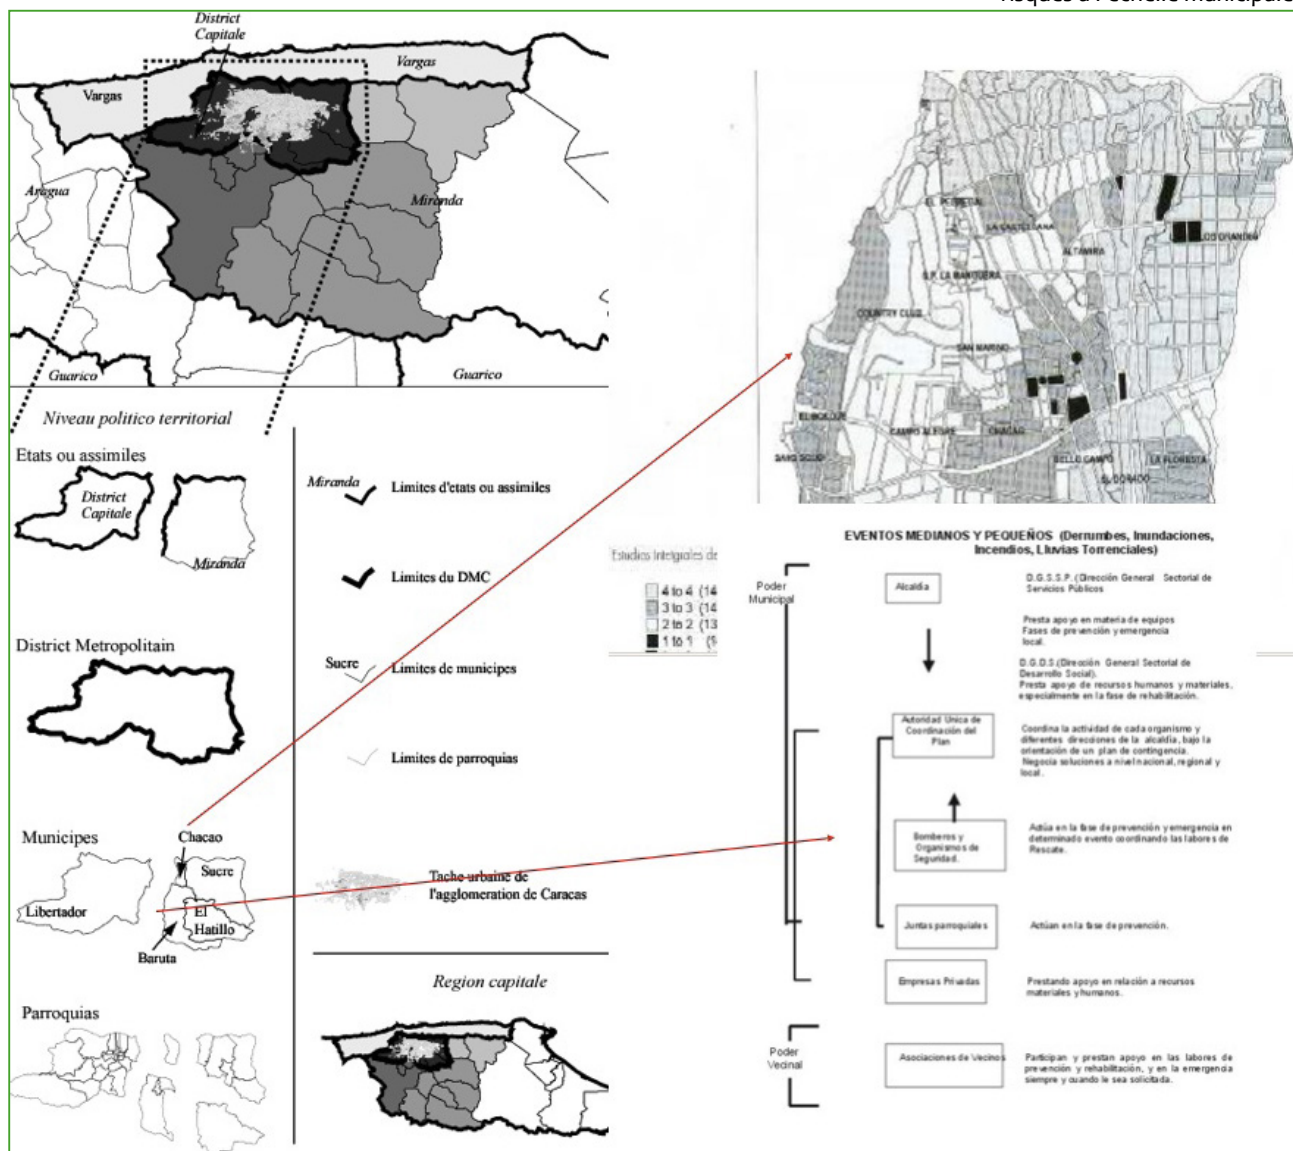 District
Capitale
Vargas
Vargas
Aragua
Miranda
Guarico
Guarico
Niveau politico territorial
Etats ou assimiles
District
Capitale
Miranda
District Metropolitain
Municipes
Chacao
Sucre
Libertador
El
Hatillo
Baruta
Parroquias
Miranda
Limites d'etats ou assimiles
Limites du DMC
Sucre
Limites de municipes
Limites de parroquias
Tache urbaine de
l'agglomeration de Caracas
Region capitale
EL PEDREGAL
LA CASTELLANA
ALTAMIRA
S.P. LA MANGUERA
COUNTRY CLUB
SAN MARINO
EL BOSQUE
CAMPO ALEGRE
CHACAO
BELLO CAMPO
LA FLORESTA
EL DORADO
Estudios Integrales de
4 to 4 (14
3 to 3 (14
2 to 2 (13
1 to 1
EVENTOS MEDIANOS Y PEQUEÑOS (Derrumbes, Inundaciones,
Incendios, Lluvias Torrenciales)
Poder
Municipal
Alcaldía
D.G.S.S.P.(Dirección General Sectorial de
Servicios Públicos
Presta apoyo en materia de equipos
Fases de prevención y emergencia
local.
D.G.D.S.(Dirección General Sectorial de
Desarrollo Social).
Presta apoyo de recursos humanos y materiales,
especialmente en la fase de rehabilitación.
Autoridad Unica de
Coordinación del
Plan
Coordina la actividad de cada organismo y
diferentes direcciones de la alcaldía, bajo la
orientación de un plan de contingencia.
Negocia soluciones a nivel nacional, regional y
local.
Bomberos y
Organismos de
Seguridad.
Actúa en la fase de prevención y emergencia en
determinado evento coordinando las labores de
Rescate.
Juntas parroquiales
Actúan en la fase de prevención.
Empresas Privadas
Prestando apoyo en relación a recursos
materiales y humanos.
Poder
Vecinal
Asociaciones de Vecinos
Participan y prestan apoyo en las labores de
prevención y rehabilitación, y en la emergencia
siempre y cuando le sea solicitada.